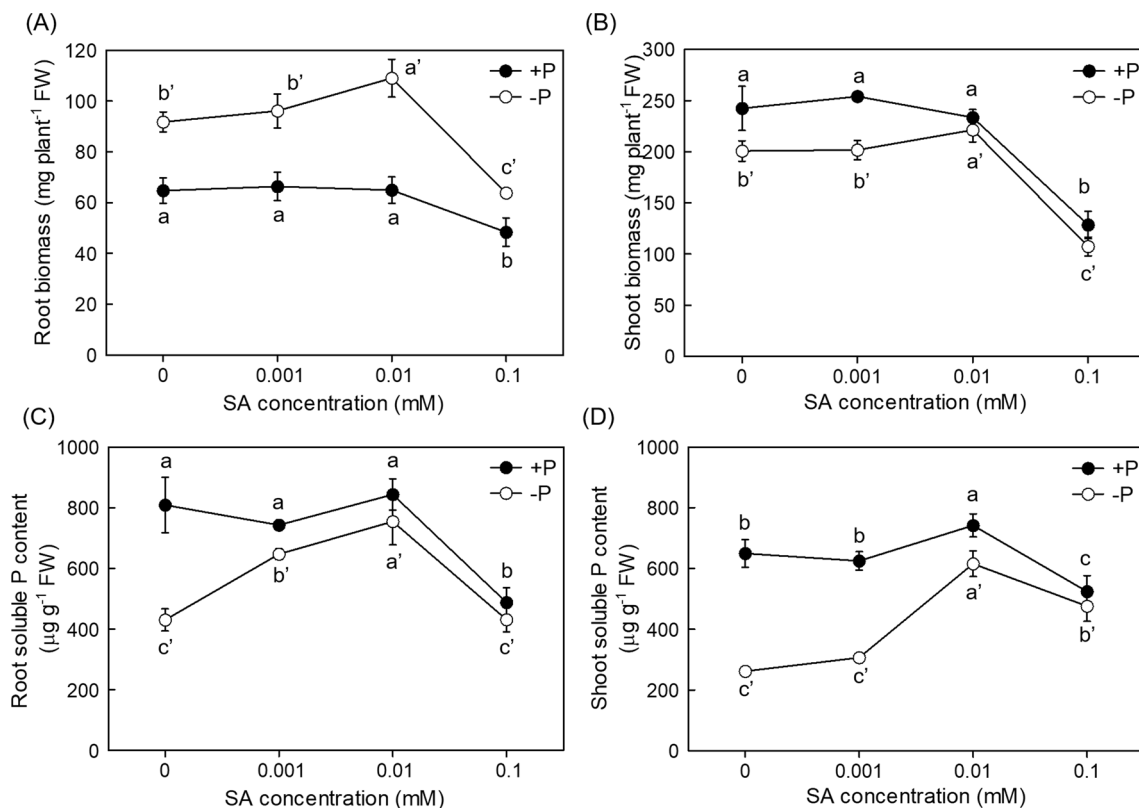 (A)
120
100
80
60
40
20
0
Root biomass (mg plant⁻¹ FW)
+P
-P
b’
b’
a’
c’
a
a
a
b
0
0.001
0.01
0.1
SA concentration (mM)
(B)
300
250
200
150
100
50
0
Shoot biomass (mg plant⁻¹ FW)
+P
-P
a
a
a
b
b’
b’
a’
c’
0
0.001
0.01
0.1
SA concentration (mM)
(C)
1000
800
600
400
200
0
Root soluble P content
(μg g⁻¹ FW)
+P
-P
a
a
a
b
c’
b’
a’
c’
0
0.001
0.01
0.1
SA concentration (mM)
(D)
1000
800
600
400
200
0
Shoot soluble P content
(μg g⁻¹ FW)
+P
-P
b
b
a
c
c’
c’
a’
b’
0
0.001
0.01
0.1
SA concentration (mM)